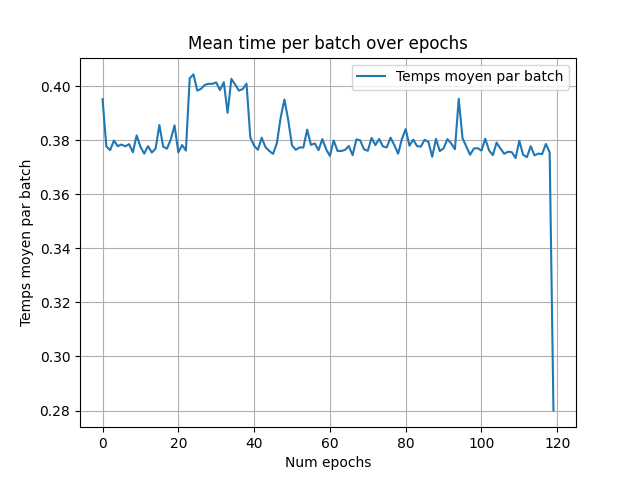 Mean time per batch over epochs
Temps moyen par batch
0.40
0.38
0.36
0.34
0.32
0.30
0.28
Temps moyen par batch
0 20 40 60 80 100 120
Num epochs